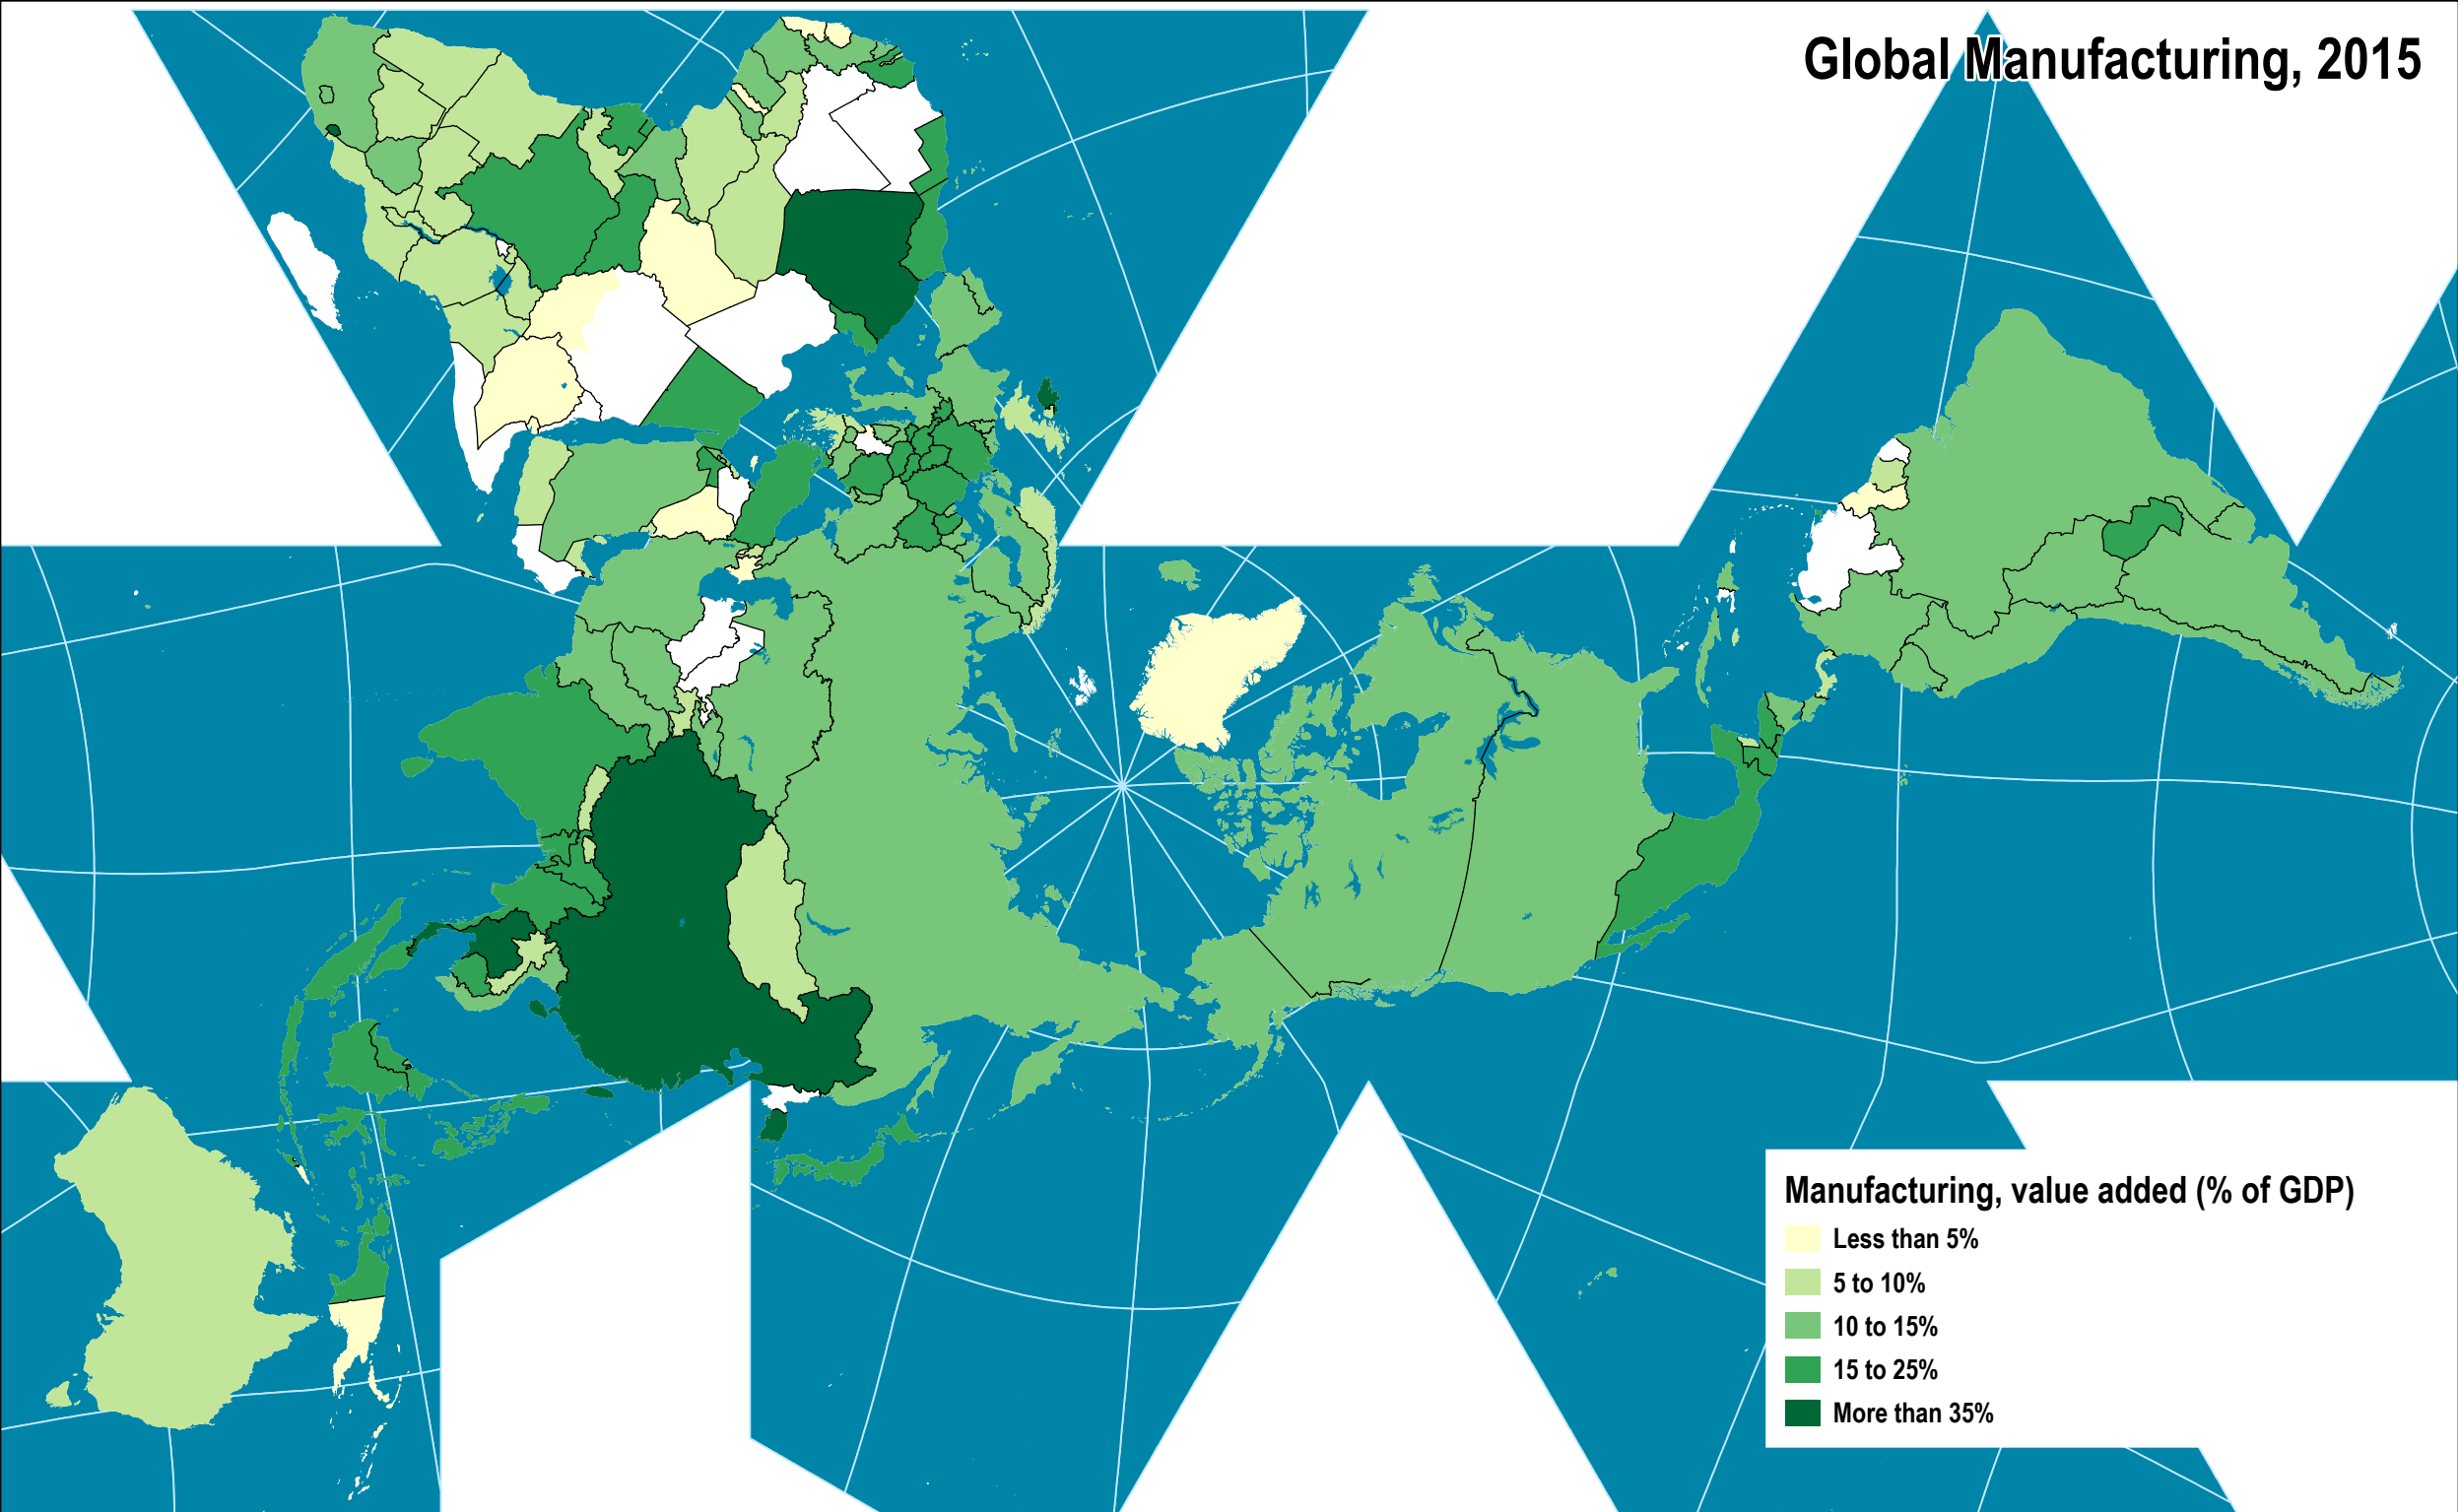 Global Manufacturing, 2015
Manufacturing, value added (% of GDP)
Less than 5%
5 to 10%
10 to 15%
15 to 25%
More than 35%